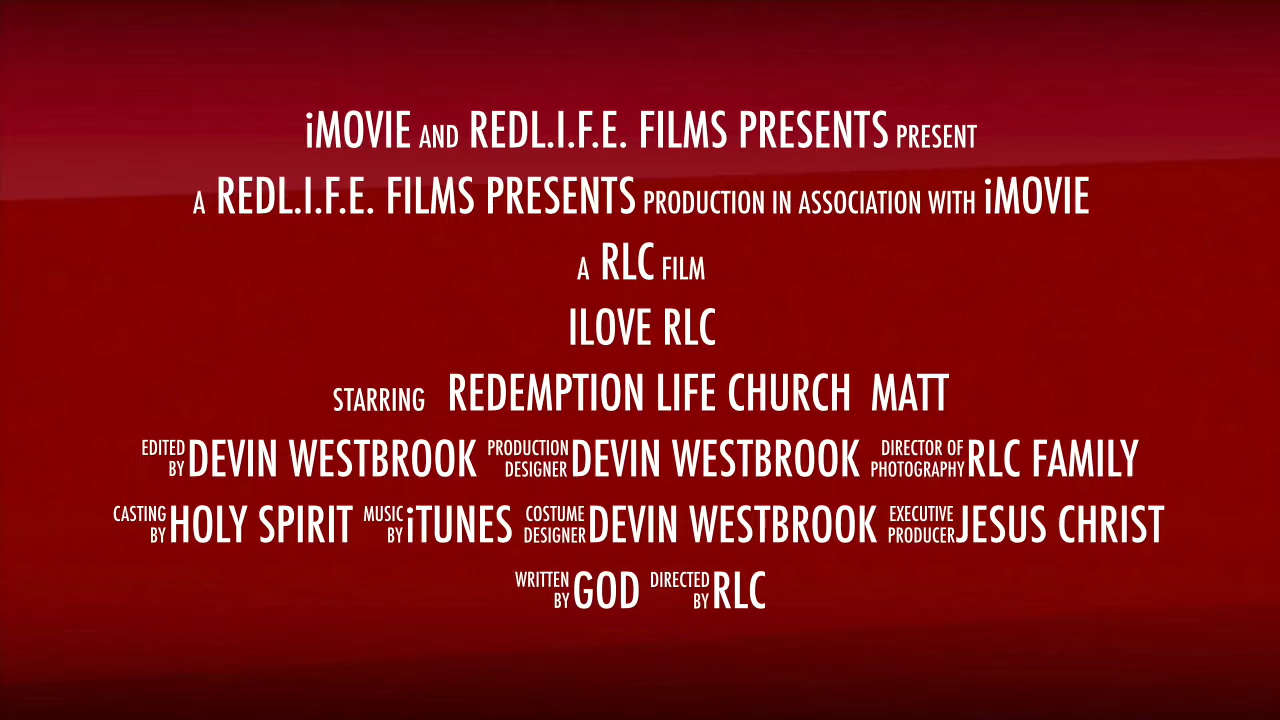 iMOVIE AND REDL.I.F.E. FILMS PRESENTS PRESENT
A REDL.I.F.E. FILMS PRESENTS PRODUCTION IN ASSOCIATION WITH iMOVIE
A RLC FILM
ILOVE RLC
STARRING REDEMPTION LIFE CHURCH MATT
EDITED BY DEVIN WESTBROOK PRODUCTION DESIGNER DEVIN WESTBROOK DIRECTOR OF PHOTOGRAPHY RLC FAMILY
CASTING BY HOLY SPIRIT MUSIC BY iTUNES COSTUME DESIGNER DEVIN WESTBROOK EXECUTIVE PRODUCER JESUS CHRIST
WRITTEN BY GOD DIRECTED BY RLC